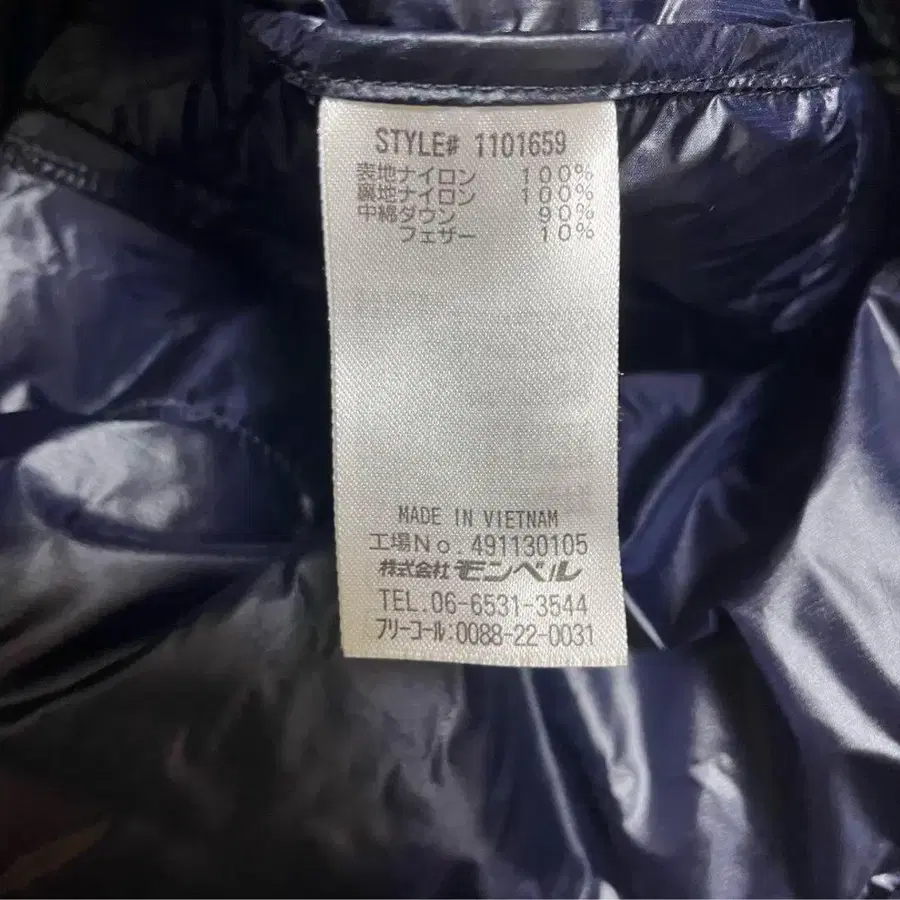 STYLE# 1101659
表地ナイロン 100%
裏地ナイロン 100%
中綿ダウン 90%
フェザー 10%
MADE IN VIETNAM
工場No.491130105
株式会社モンベル
TEL.06-6531-3544
フリーコール:0088-22-0031